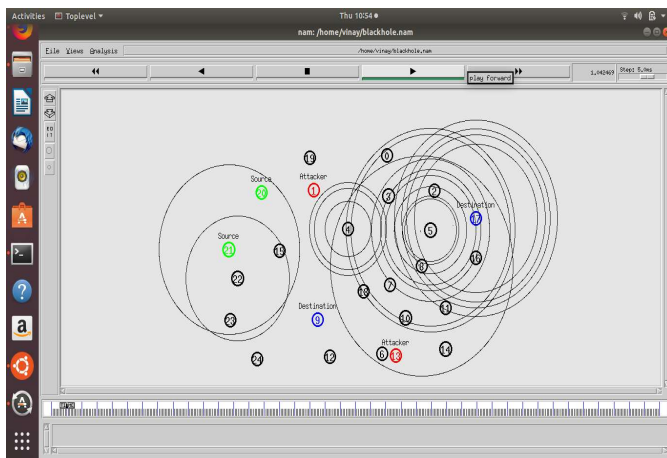 Activities Toplevel Thu 10:54
nam: /home/vinay/blackhole.nam
File Views Analysis /home/vinay/blackhole.nam
play forward
1.042469 Step: 5.0ms
19
0
Source
Attacker
20
1
3
2
Destination
17
4
5
Source
21
15
8
16
22
7
18
Destination
11
23
9
10
Attacker
24
12
6
13
14